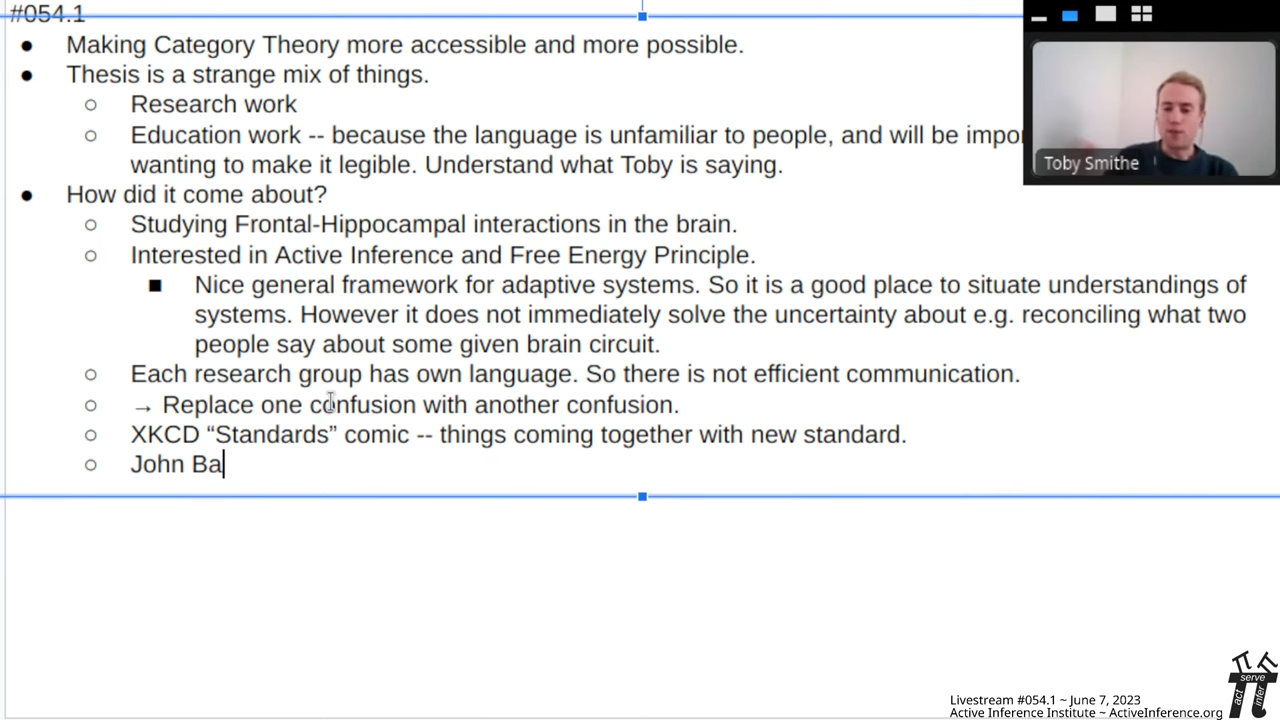 #054.1
● Making Category Theory more accessible and more possible.
● Thesis is a strange mix of things.
○ Research work
○ Education work -- because the language is unfamiliar to people, and will be impor
wanting to make it legible. Understand what Toby is saying.
● How did it come about?
○ Studying Frontal-Hippocampal interactions in the brain.
○ Interested in Active Inference and Free Energy Principle.
■ Nice general framework for adaptive systems. So it is a good place to situate understandings of
systems. However it does not immediately solve the uncertainty about e.g. reconciling what two
people say about some given brain circuit.
○ Each research group has own language. So there is not efficient communication.
○ → Replace one confusion with another confusion.
○ XKCD “Standards” comic -- things coming together with new standard.
○ John Ba
Toby Smithe
Livestream #054.1 ~ June 7, 2023
Active Inference Institute ~ ActiveInference.org
act serve infer